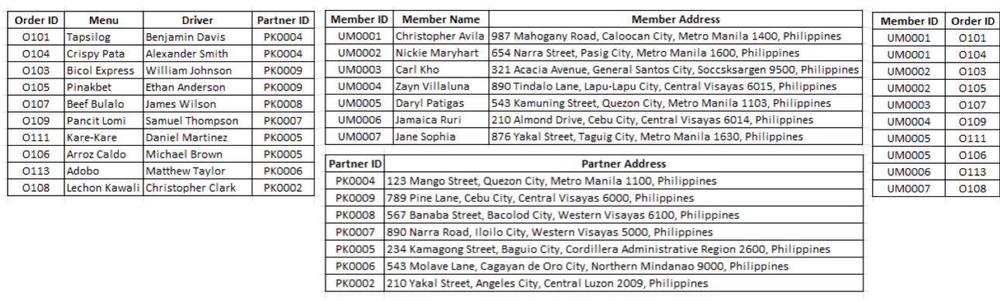 Order ID Menu Driver Partner ID
O101 Tapsilog Benjamin Davis PK0004
O104 Crispy Pata Alexander Smith PK0004
O103 Bicol Express William Johnson PK0009
O105 Pinakbet Ethan Anderson PK0009
O107 Beef Bulalo James Wilson PK0008
O109 Pancit Lomi Samuel Thompson PK0007
O111 Kare-Kare Daniel Martinez PK0005
O106 Arroz Caldo Michael Brown PK0005
O113 Adobo Matthew Taylor PK0006
O108 Lechon Kawali Christopher Clark PK0002
Member ID Member Name Member Address
UM0001 Christopher Avila 987 Mahogany Road, Caloocan City, Metro Manila 1400, Philippines
UM0002 Nickie Maryhart 654 Narra Street, Pasig City, Metro Manila 1600, Philippines
UM0003 Carl Kho 321 Acacia Avenue, General Santos City, Soccsksargen 9500, Philippines
UM0004 Zayn Villaluna 890 Tindalo Lane, Lapu-Lapu City, Central Visayas 6015, Philippines
UM0005 Daryl Patigas 543 Kamuning Street, Quezon City, Metro Manila 1103, Philippines
UM0006 Jamaica Ruri 210 Almond Drive, Cebu City, Central Visayas 6014, Philippines
UM0007 Jane Sophia 876 Yakal Street, Taguig City, Metro Manila 1630, Philippines
Partner ID Partner Address
PK0004 123 Mango Street, Quezon City, Metro Manila 1100, Philippines
PK0009 789 Pine Lane, Cebu City, Central Visayas 6000, Philippines
PK0008 567 Banaba Street, Bacolod City, Western Visayas 6100, Philippines
PK0007 890 Narra Road, Iloilo City, Western Visayas 5000, Philippines
PK0005 234 Kamagong Street, Baguio City, Cordillera Administrative Region 2600, Philippines
PK0006 543 Molave Lane, Cagayan de Oro City, Northern Mindanao 9000, Philippines
PK0002 210 Yakal Street, Angeles City, Central Luzon 2009, Philippines
Member ID Order ID
UM0001 O101
UM0001 O104
UM0002 O103
UM0002 O105
UM0003 O107
UM0004 O109
UM0005 O111
UM0005 O106
UM0006 O113
UM0007 O108